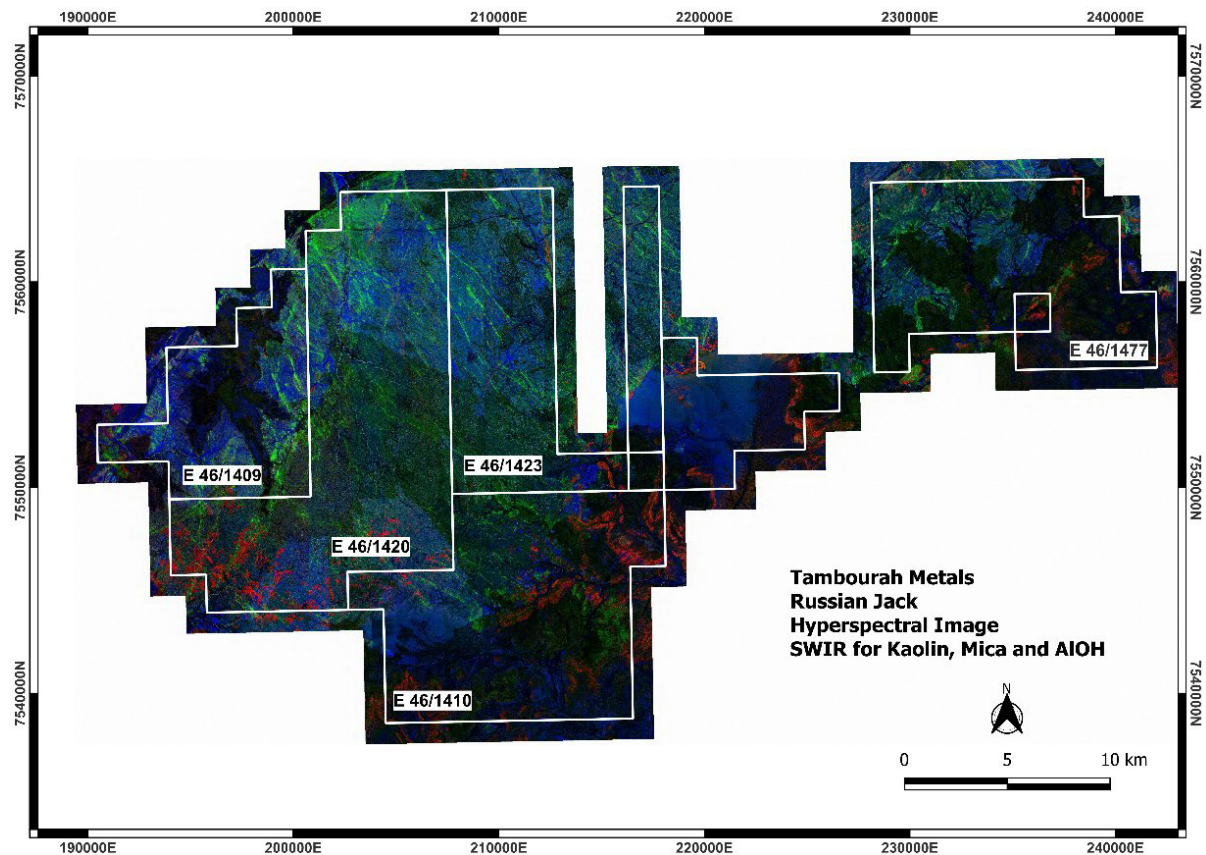 190000E 200000E 210000E 220000E 230000E 240000E
7570000N 7570000N
7560000N 7560000N
E 46/1477
E 46/1423
E 46/1409
7550000N 7550000N
E 46/1420
Tambourah Metals
Russian Jack
Hyperspectral Image
SWIR for Kaolin, Mica and AlOH
E 46/1410
7540000N 7540000N
N
0 5 10 km
190000E 200000E 210000E 220000E 230000E 240000E